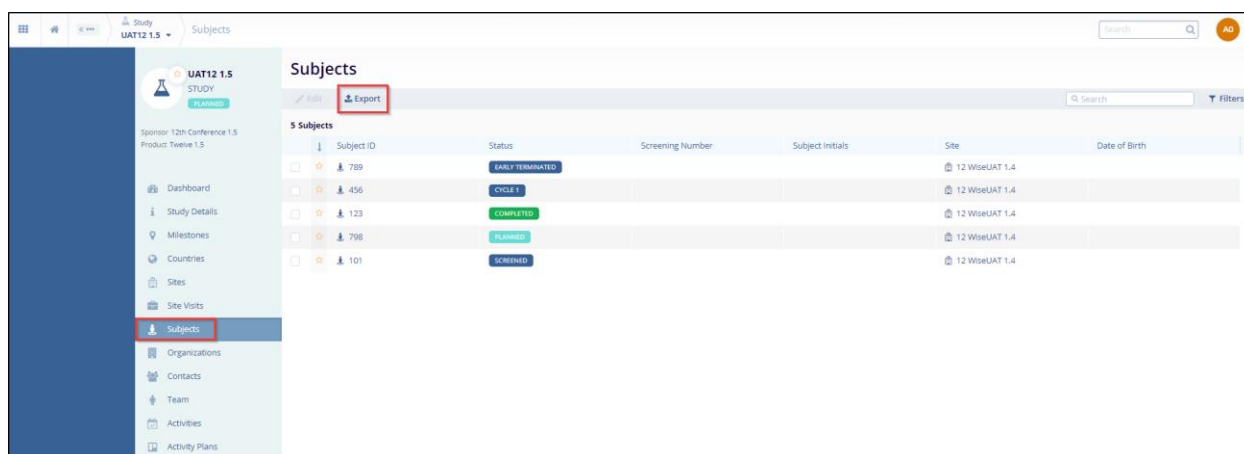 Study
UAT12 1.5
Subjects
Search
AD
UAT12 1.5
STUDY
PLANNED
Sponsor 12th Conference 1.5
Product Twelve 1.5
Dashboard
Study Details
Milestones
Countries
Sites
Site Visits
Subjects
Organizations
Contacts
Team
Activities
Activity Plans
Subjects
Edit Export Search Filters
5 Subjects
Subject ID Status Screening Number Subject Initials Site Date of Birth
789 EARLY TERMINATED 12 WiseUAT 1.4
456 CYCLE 1 12 WiseUAT 1.4
123 COMPLETED 12 WiseUAT 1.4
798 PLANNED 12 WiseUAT 1.4
101 SCREENED 12 WiseUAT 1.4